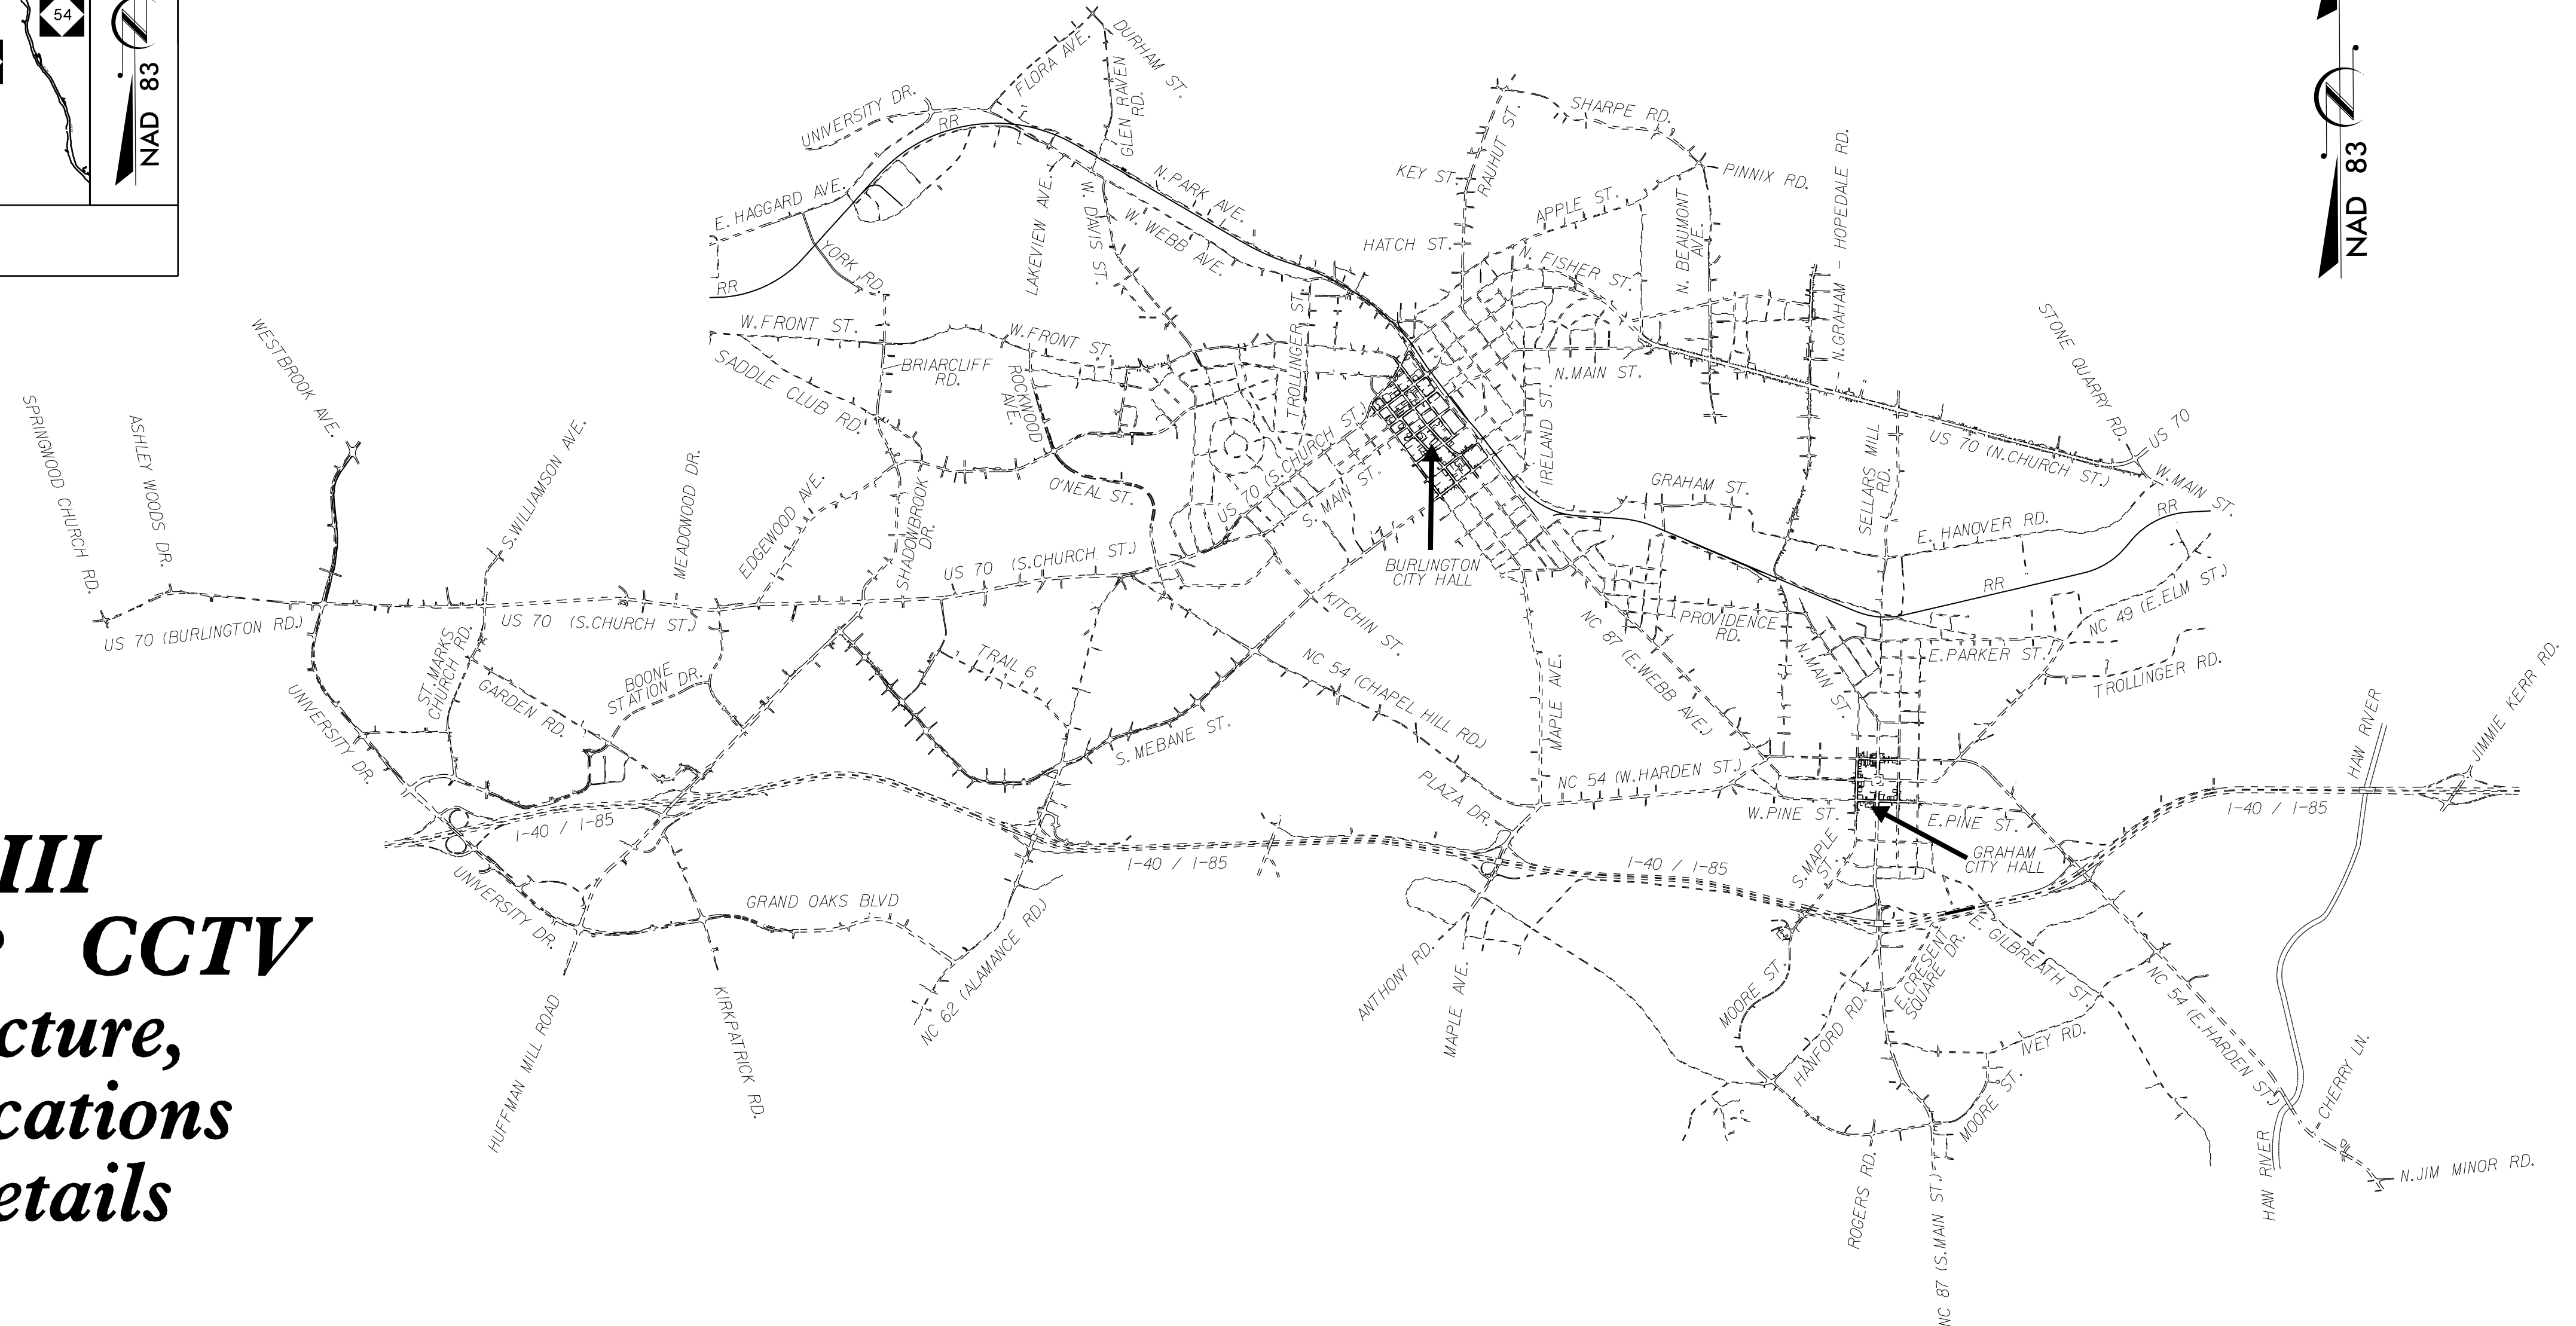 54
NAD 83
NAD 83
FLORA AVE.
DURHAM ST.
GLEN RAVEN
RD.
UNIVERSITY DR.
RR
SHARPE RD.
RAUHUT ST.
KEY ST.
PINNIX RD.
N.GRAHAM - HOPEDALE RD.
E. HAGGARD AVE.
N.PARK AVE.
W. WEBB AVE.
W. DAVIS ST.
LAKEVIEW AVE.
APPLE ST.
HATCH ST.
N. FISHER ST.
N. BEAUMONT
AVE.
YORK RD.
RR
W.FRONT ST.
W.FRONT ST.
SADDLE CLUB RD.
BRIARCLIFF
RD.
ROCKWOOD
AVE.
TROLLINGER ST.
N.MAIN ST.
IRELAND ST.
STONE QUARRY RD.
US 70
US 70 (N.CHURCH ST.)
W.MAIN ST.
WESTBROOK AVE.
SPRINGWOOD CHURCH RD.
ASHLEY WOODS DR.
S.WILLIAMSON AVE.
MEADOWOOD DR.
EDGEWOOD AVE.
SHADOWBROOK
DR.
O'NEAL ST.
US 70 (S.CHURCH ST.)
S. MAIN ST.
GRAHAM ST.
SELLARS MILL
RD.
E. HANOVER RD.
RR
RR
BURLINGTON
CITY HALL
US 70 (S.CHURCH ST.)
US 70 (BURLINGTON RD.)
US 70 (S.CHURCH ST.)
KITCHIN ST.
NC 87 (E.WEBB AVE.)
PROVIDENCE
RD.
NC 49 (E.ELM ST.)
E.PARKER ST.
TROLLINGER RD.
N.MAIN ST.
ST.MARKS
CHURCH RD.
GARDEN RD.
BOONE
STATION DR.
TRAIL 6
S.MEBANE ST.
NC 54 (CHAPEL HILL RD.)
MAPLE AVE.
UNIVERSITY DR.
PLAZA DR.
NC 54 (W.HARDEN ST.)
W.PINE ST.
E.PINE ST.
HAW RIVER
JIMMIE KERR RD.
I-40 / I-85
I-40 / I-85
I-40 / I-85
I-40 / I-85
S.MAPLE
ST.
GRAHAM
CITY HALL
UNIVERSITY DR.
GRAND OAKS BLVD
NC 62 (ALAMANCE RD.)
HUFFMAN MILL ROAD
KIRKPATRICK RD.
ANTHONY RD.
MAPLE AVE.
MOORE ST.
HANFORD RD.
E.CRESENT
SQUARE DR.
E. GILBREATH ST.
IVEY RD.
MOORE ST.
NC 54 (E.HARDEN ST.)
CHERRY LN.
HAW RIVER
N.JIM MINOR RD.
ROGERS RD.
NC 87 (S.MAIN ST.)
III
CCTV
cture,
cations
etails